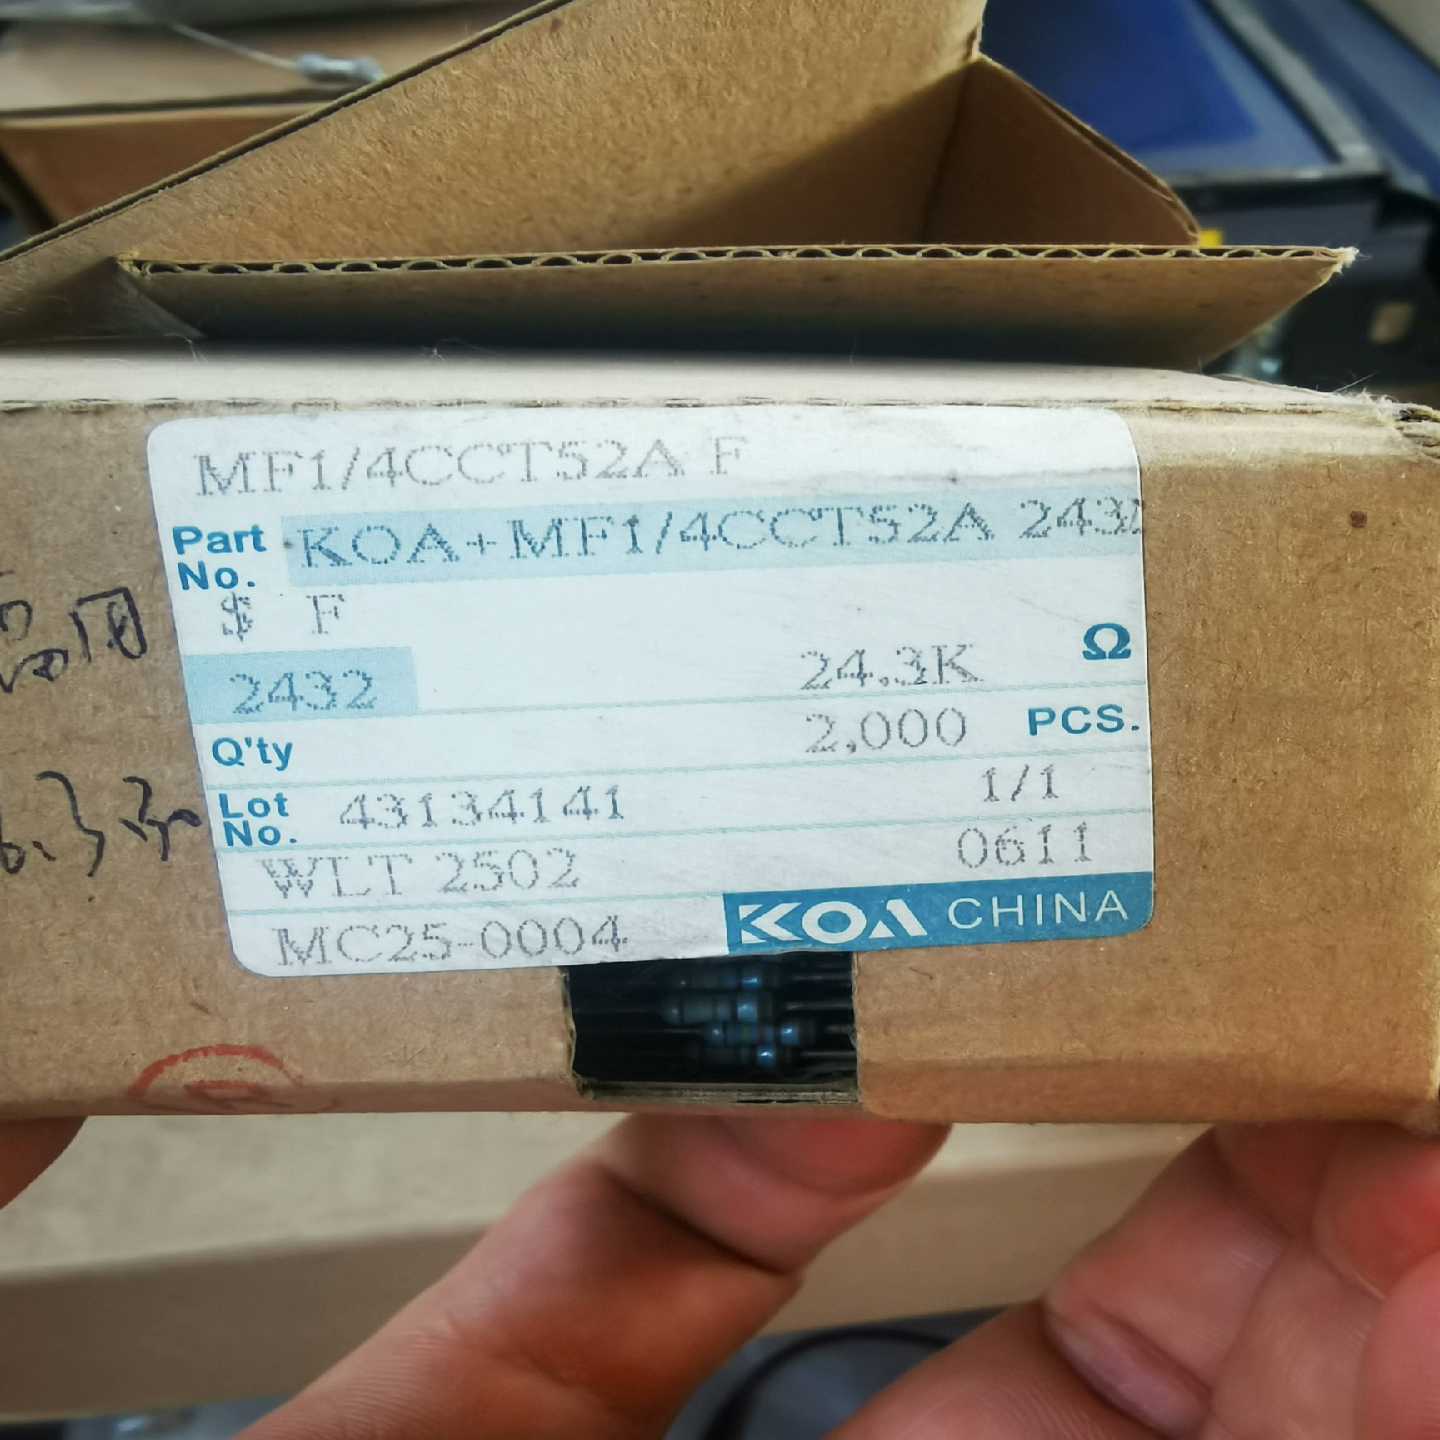 MF1/4CCT52A F
Part No. KOA+MF1/4CCT52A 243
$ F
2432 24.3K Ω
Q'ty 2,000 PCS.
Lot No. 43134141 1/1
WLT 2502 0611
MC25-0004 KOA CHINA